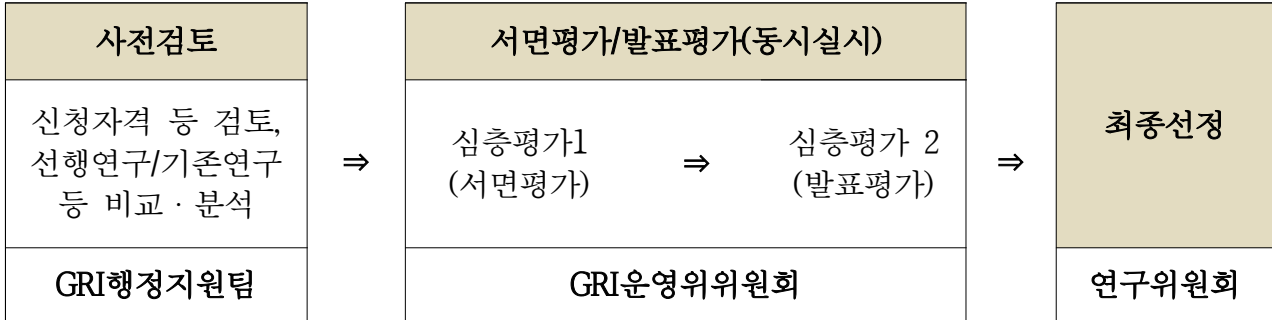 사전검토
신청자격 등 검토,
선행연구/기존연구
등 비교 · 분석
GRI행정지원팀
⇒
서면평가/발표평가(동시실시)
심층평가1
(서면평가)
⇒
심층평가 2
(발표평가)
GRI운영위위원회
⇒
최종선정
연구위원회